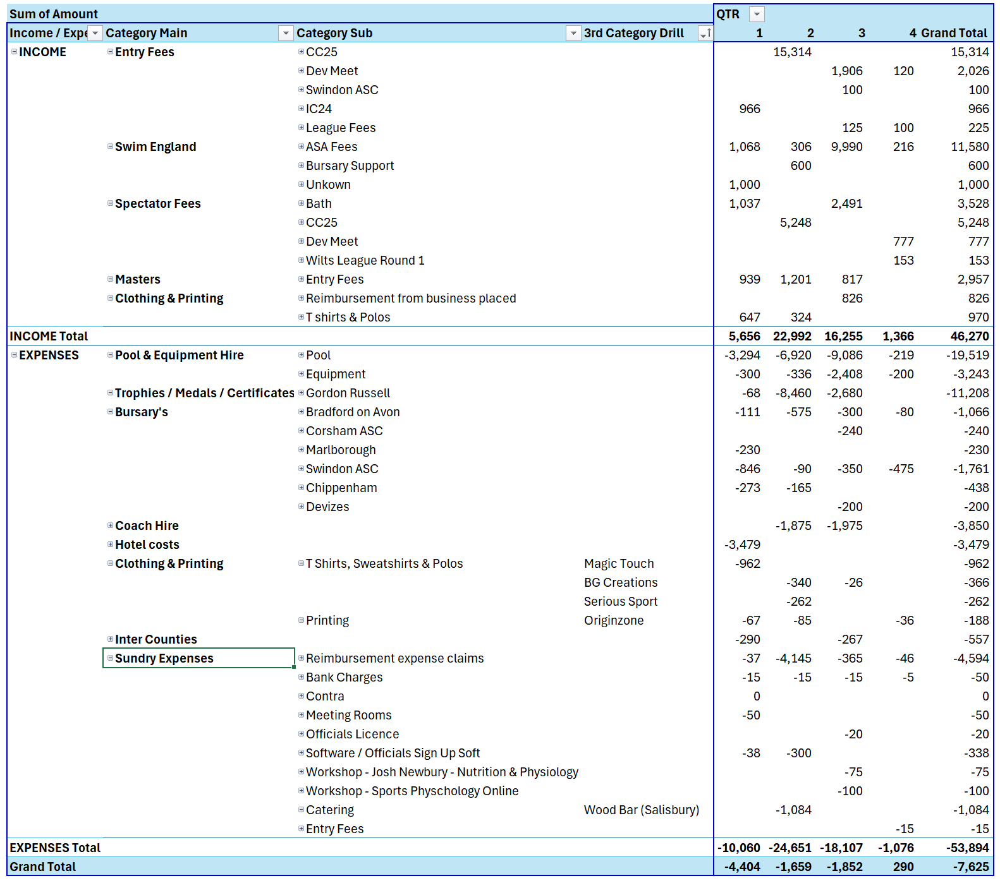 Sum of Amount QTR
Income / Expe Category Main Category Sub 3rd Category Drill 1 2 3 4 Grand Total
INCOME Entry Fees CC25 15,314 15,314
Dev Meet 1,906 120 2,026
Swindon ASC 100 100
IC24 966 966
League Fees 125 100 225
Swim England ASA Fees 1,068 306 9,990 216 11,580
Bursary Support 600 600
Unkown 1,000 1,000
Spectator Fees Bath 1,037 2,491 3,528
CC25 5,248 5,248
Dev Meet 777 777
Wilts League Round 1 153 153
Masters Entry Fees 939 1,201 817 2,957
Clothing & Printing Reimbursement from business placed 826 826
T shirts & Polos 647 324 970
INCOME Total 5,656 22,992 16,255 1,366 46,270
EXPENSES Pool & Equipment Hire Pool -3,294 -6,920 -9,086 -219 -19,519
Equipment -300 -336 -2,408 -200 -3,243
Trophies / Medals / Certificates Gordon Russell -68 -8,460 -2,680 -11,208
Bursary's Bradford on Avon -111 -575 -300 -80 -1,066
Corsham ASC -240 -240
Marlborough -230 -230
Swindon ASC -846 -90 -350 -475 -1,761
Chippenham -273 -165 -438
Devizes -200 -200
Coach Hire -1,875 -1,975 -3,850
Hotel costs -3,479 -3,479
Clothing & Printing T Shirts, Sweatshirts & Polos Magic Touch -962 -962
BG Creations -340 -26 -366
Serious Sport -262 -262
Printing Originzone -67 -85 -36 -188
Inter Counties -290 -267 -557
Sundry Expenses Reimbursement expense claims -37 -4,145 -365 -46 -4,594
Bank Charges -15 -15 -15 -5 -50
Contra 0 0
Meeting Rooms -50 -50
Officials Licence -20 -20
Software / Officials Sign Up Soft -38 -300 -338
Workshop - Josh Newbury - Nutrition & Physiology -75 -75
Workshop - Sports Physchology Online -100 -100
Catering Wood Bar (Salisbury) -1,084 -1,084
Entry Fees -15 -15
EXPENSES Total -10,060 -24,651 -18,107 -1,076 -53,894
Grand Total -4,404 -1,659 -1,852 290 -7,625